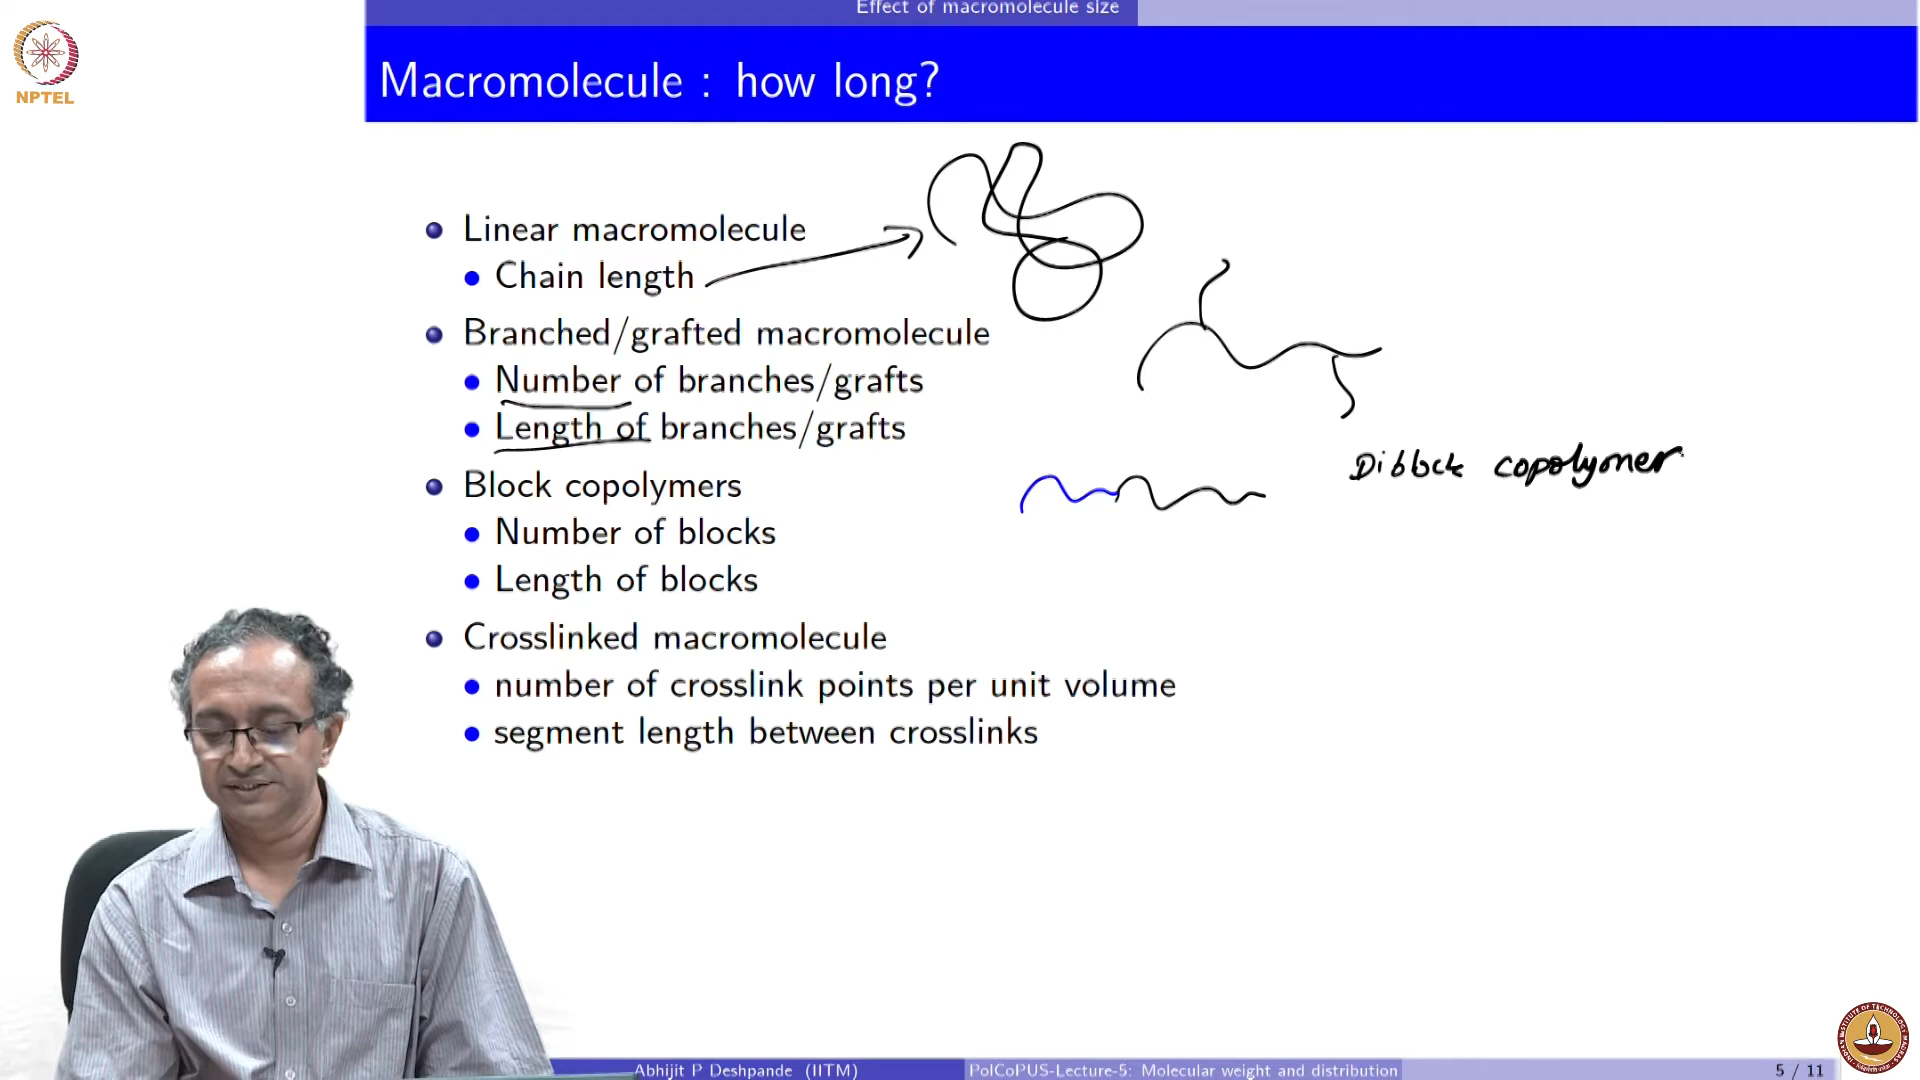 Effect of macromolecule size
NPTEL
Macromolecule : how long?
Linear macromolecule
Chain length
Branched/grafted macromolecule
Number of branches/grafts
Length of branches/grafts
Diblock copolymer
Block copolymers
Number of blocks
Length of blocks
Crosslinked macromolecule
number of crosslink points per unit volume
segment length between crosslinks
Abhijit P Deshpande (IITM) PolCoPUS-Lecture-5: Molecular weight and distribution 5 / 11